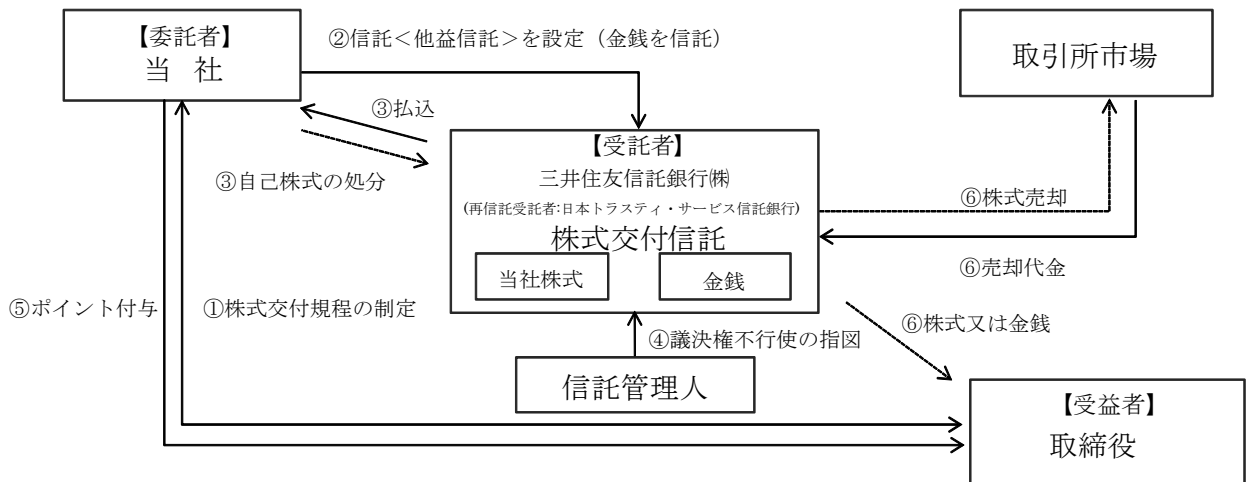 【委託者】
当 社
②信託<他益信託>を設定（金銭を信託）
取引所市場
③払込
③自己株式の処分
【受託者】
三井住友信託銀行㈱
(再信託受託者:日本トラスティ・サービス信託銀行)
株式交付信託
当社株式
金銭
⑥株式売却
⑥売却代金
⑤ポイント付与
①株式交付規程の制定
④議決権不行使の指図
⑥株式又は金銭
信託管理人
【受益者】
取締役